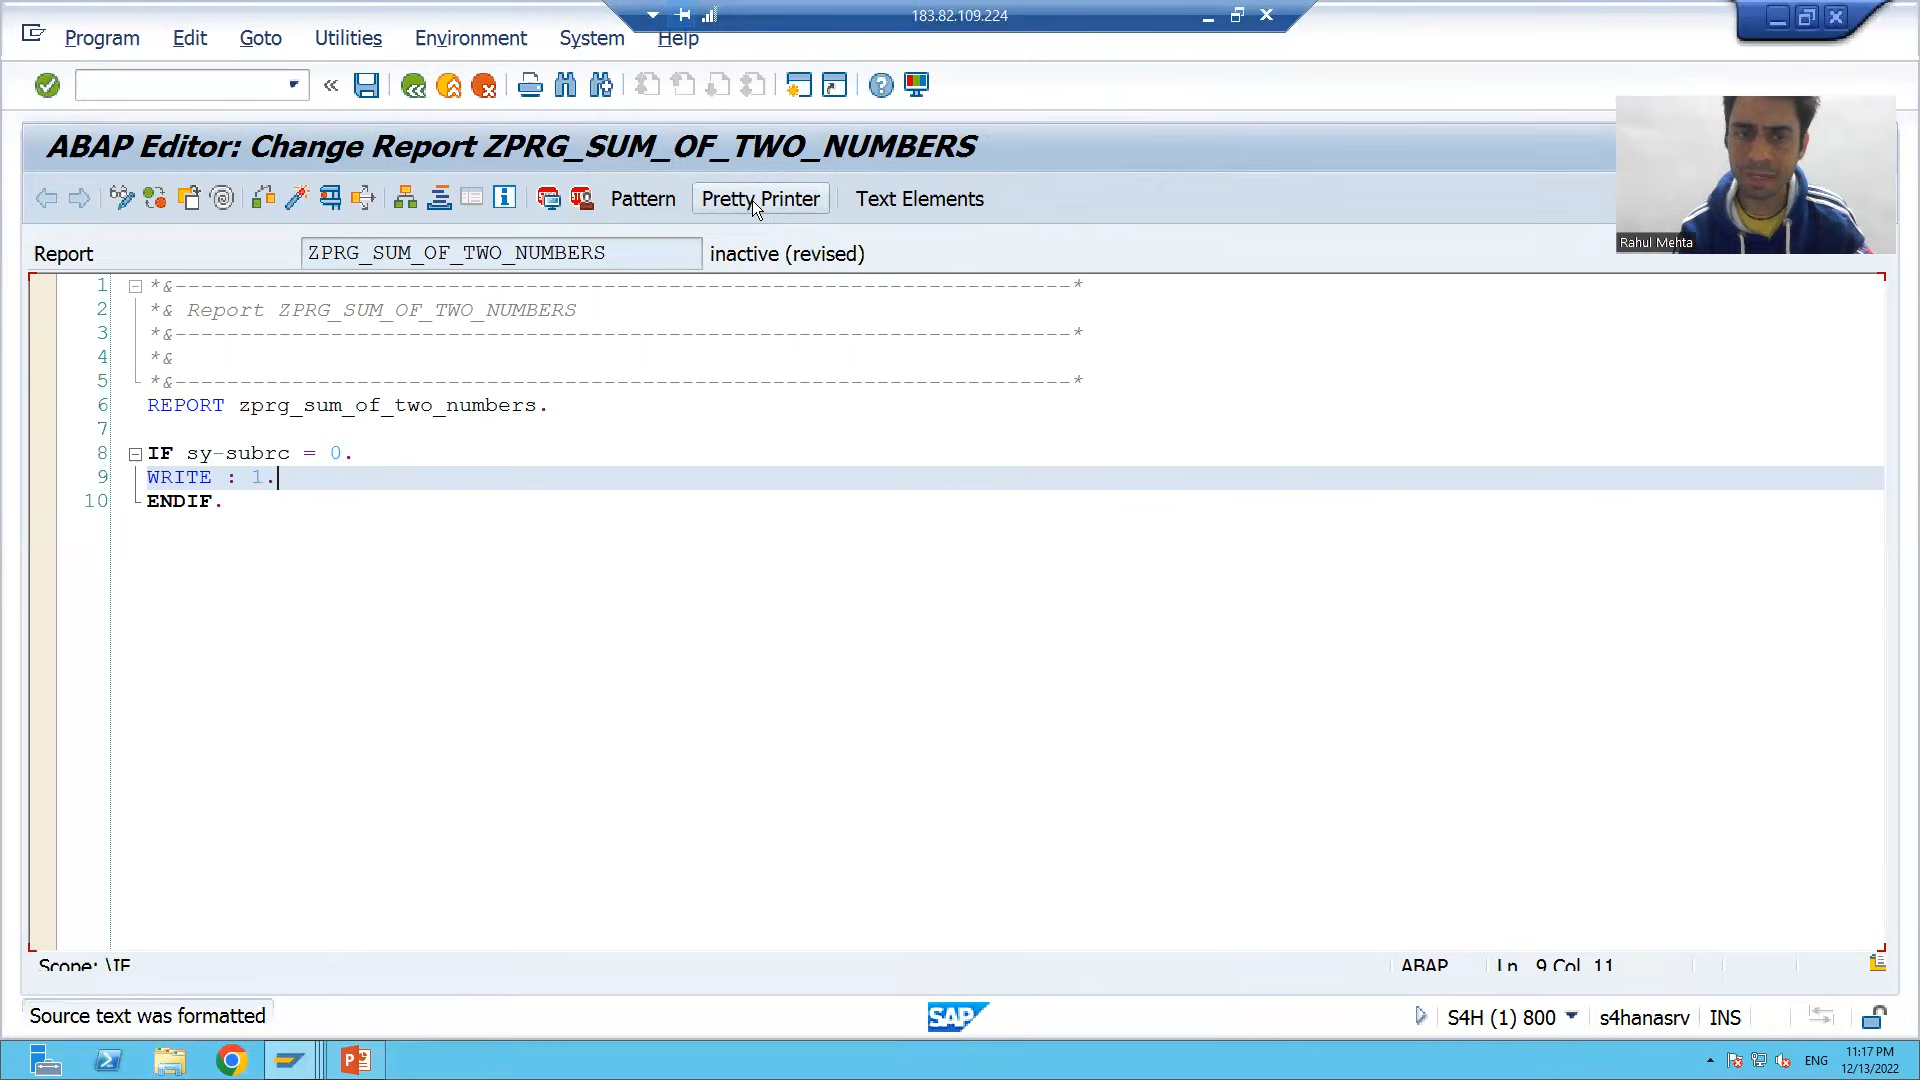 183.82.109.224
Program Edit Goto Utilities Environment System Help
ABAP Editor: Change Report ZPRG_SUM_OF_TWO_NUMBERS
Pattern Pretty Printer Text Elements
Rahul Mehta
Report ZPRG_SUM_OF_TWO_NUMBERS inactive (revised)
1 *&---------------------------------------------------------------------*
2 *& Report ZPRG_SUM_OF_TWO_NUMBERS
3 *&---------------------------------------------------------------------*
4 *&
5 *&---------------------------------------------------------------------*
6 REPORT zprg_sum_of_two_numbers.
7
8 IF sy-subrc = 0.
9 WRITE : 1.
10 ENDIF.
Scope: \IF ABAP Ln 9 Col 11
Source text was formatted SAP S4H (1) 800 s4hanasrv INS
ENG 11:17 PM
12/13/2022